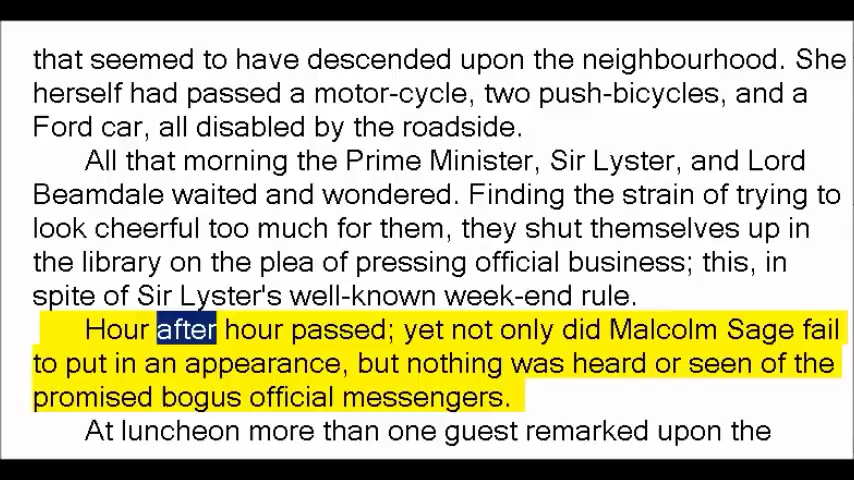 that seemed to have descended upon the neighbourhood. She
herself had passed a motor-cycle, two push-bicycles, and a
Ford car, all disabled by the roadside.
All that morning the Prime Minister, Sir Lyster, and Lord
Beamdale waited and wondered. Finding the strain of trying to
look cheerful too much for them, they shut themselves up in
the library on the plea of pressing official business; this, in
spite of Sir Lyster's well-known week-end rule.
Hour after hour passed; yet not only did Malcolm Sage fail
to put in an appearance, but nothing was heard or seen of the
promised bogus official messengers.
At luncheon more than one guest remarked upon the